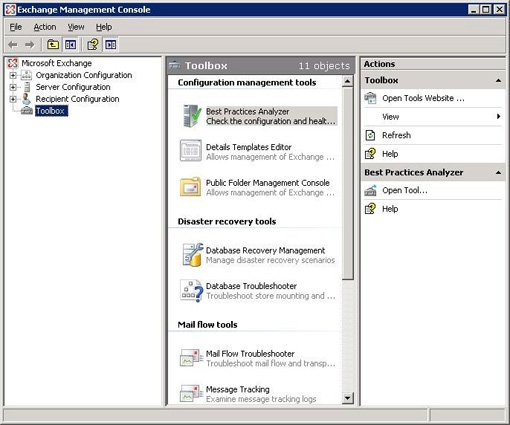 Exchange Management Console
File Action View Help
Microsoft Exchange
Organization Configuration
Server Configuration
Recipient Configuration
Toolbox
Toolbox 11 objects
Configuration management tools
Best Practices Analyzer
Check the configuration and healt...
Details Templates Editor
Allows management of Exchange ...
Public Folder Management Console
Allows management of Exchange ...
Disaster recovery tools
Database Recovery Management
Manage disaster recovery scenarios
Database Troubleshooter
Troubleshoot store mounting and ...
Mail flow tools
Mail Flow Troubleshooter
Troubleshoot mail flow and transp...
Message Tracking
Examine message tracking logs
Actions
Toolbox
Open Tools Website ...
View
Refresh
Help
Best Practices Analyzer
Open Tool...
Help